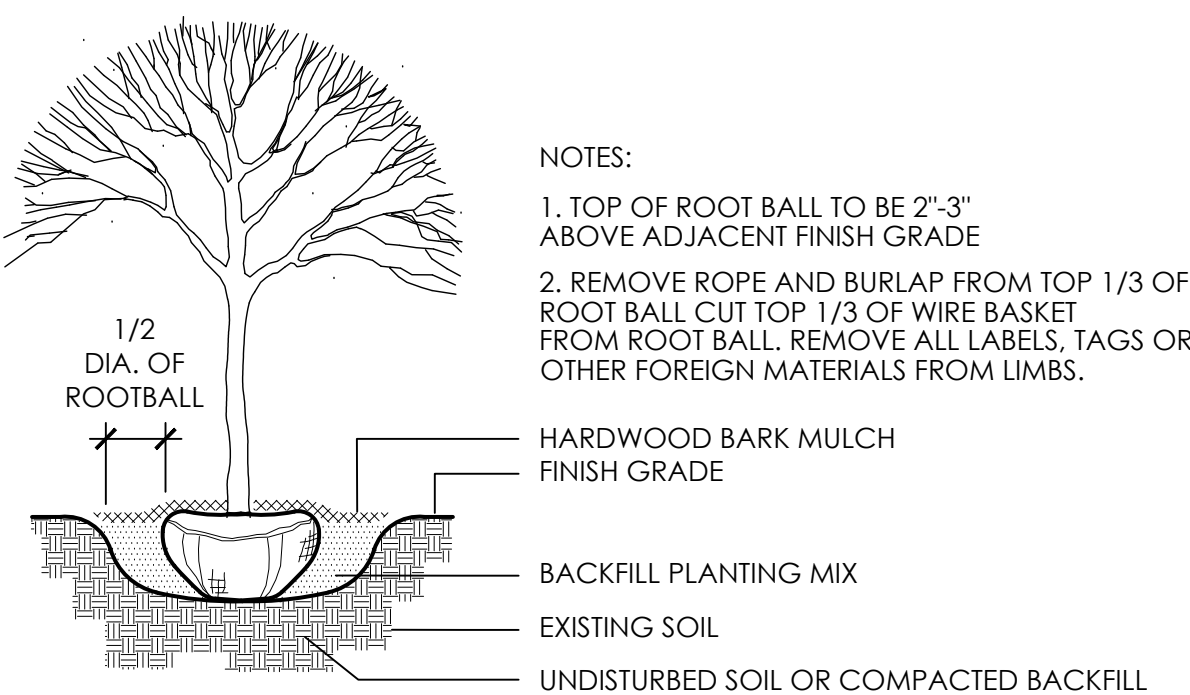 NOTES:
1. TOP OF ROOT BALL TO BE 2"-3"
ABOVE ADJACENT FINISH GRADE
2. REMOVE ROPE AND BURLAP FROM TOP 1/3 OF
ROOT BALL CUT TOP 1/3 OF WIRE BASKET
FROM ROOT BALL. REMOVE ALL LABELS, TAGS OR
OTHER FOREIGN MATERIALS FROM LIMBS.
1/2
DIA. OF
ROOTBALL
HARDWOOD BARK MULCH
FINISH GRADE
BACKFILL PLANTING MIX
EXISTING SOIL
UNDISTURBED SOIL OR COMPACTED BACKFILL